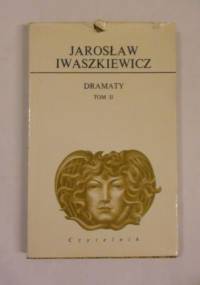 JAROSŁAW
IWASZKIEWICZ
DRAMATY
TOM II
Czytelnik